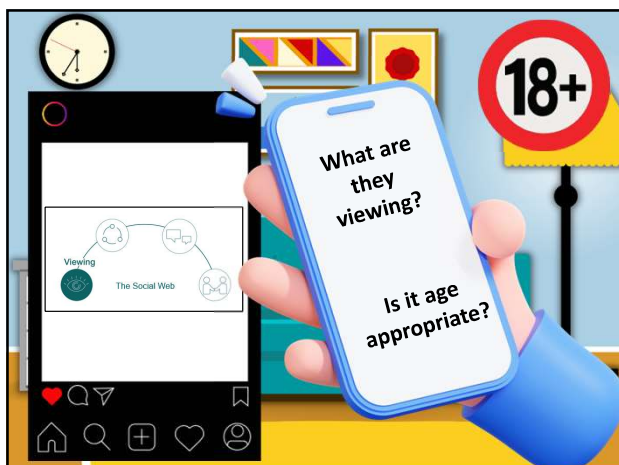 18+
What are
they
viewing?
Is it age
appropriate?
Viewing
The Social Web